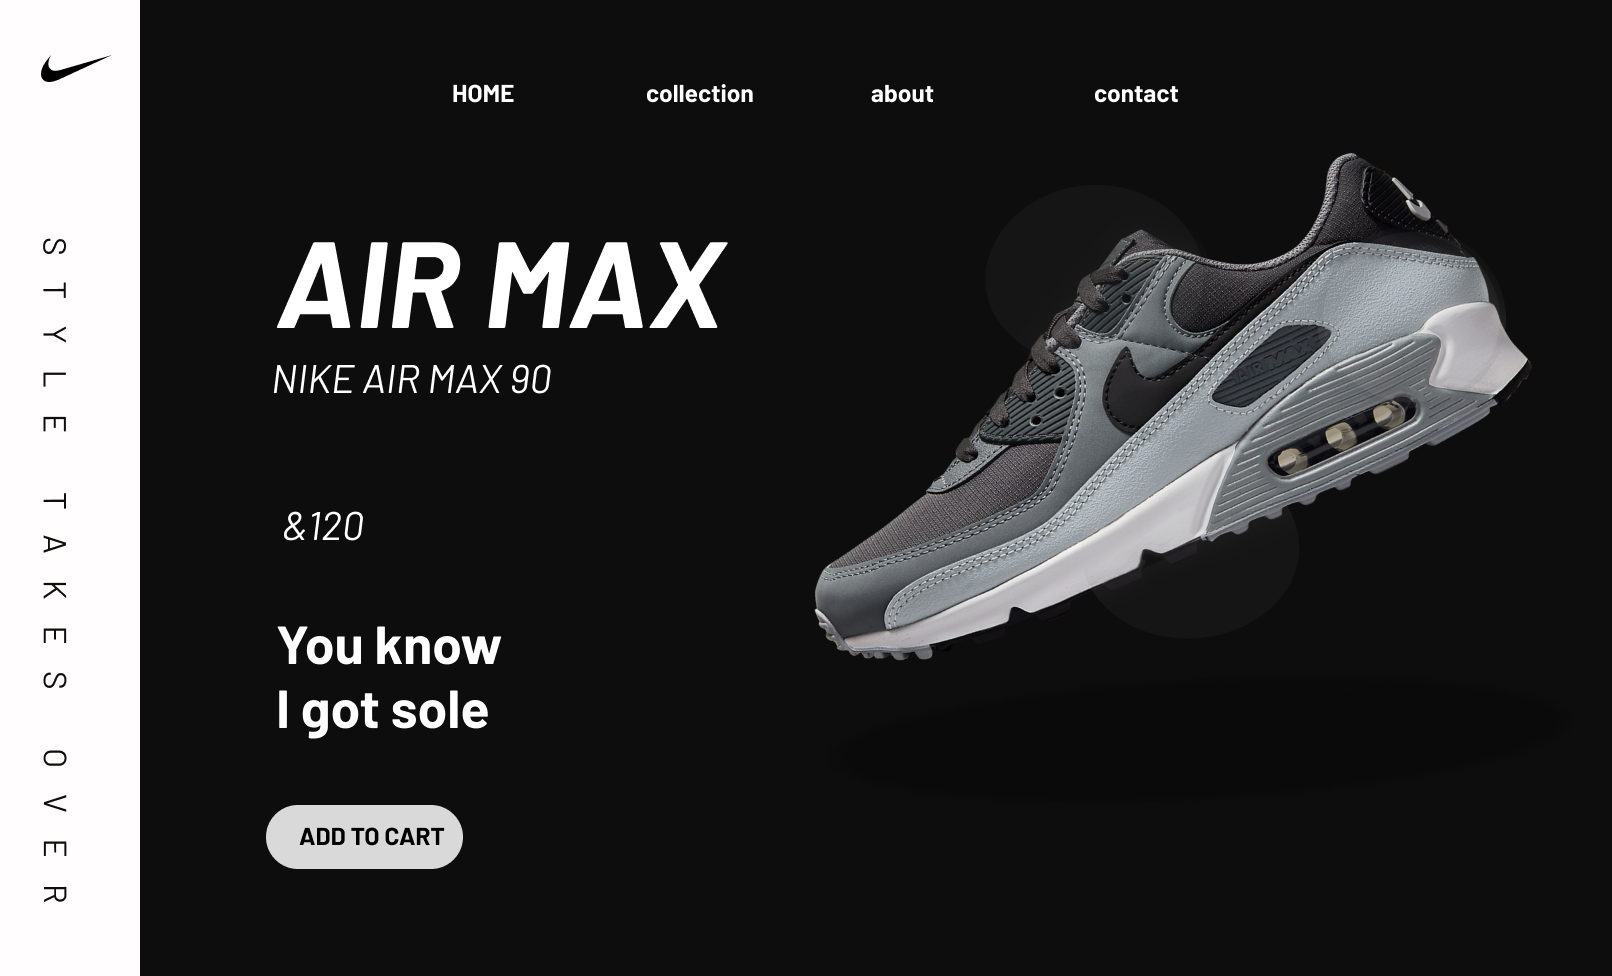 HOME collection about contact
STYLE TAKES OVER
AIR MAX
NIKE AIR MAX 90
&120
You know
I got sole
ADD TO CART